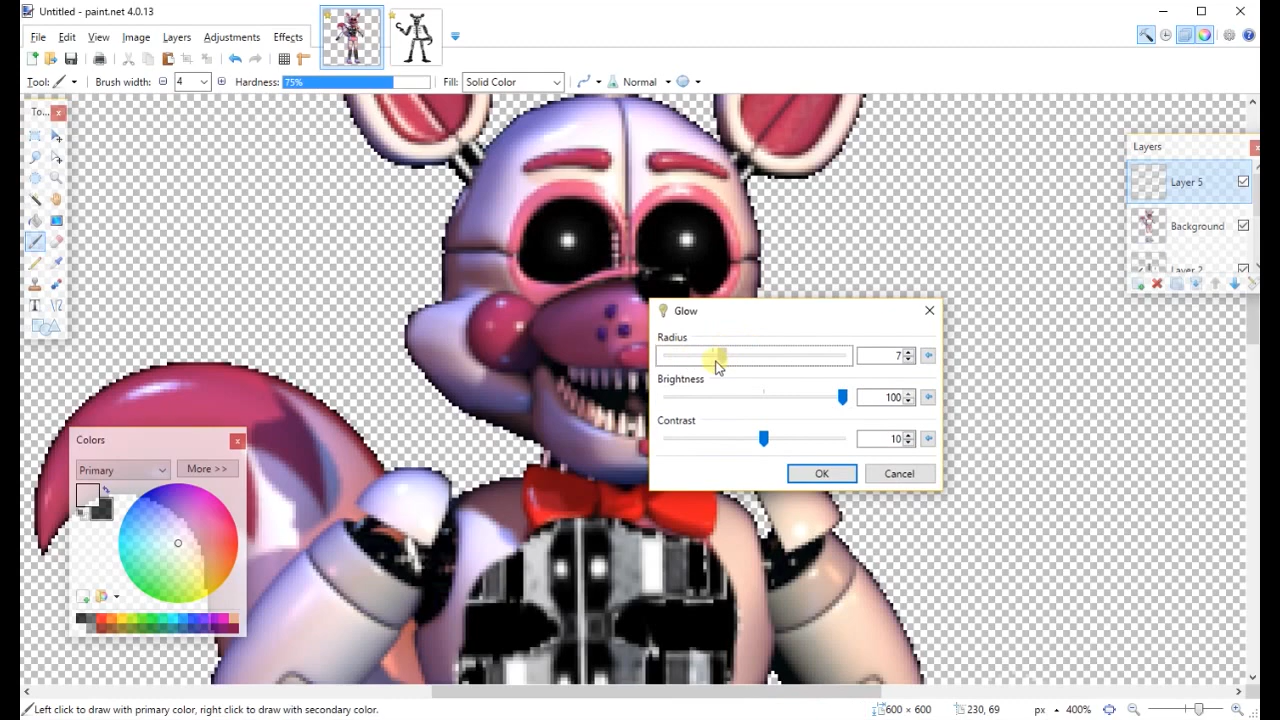 Untitled - paint.net 4.0.13
File Edit View Image Layers Adjustments Effects
Tool: Brush width: 4 Hardness: 75% Fill: Solid Color Normal
To...
Layers
Layer 5
Background
Layer 2
Glow
Radius
7
Brightness
100
Contrast
10
OK Cancel
Colors
Primary More >>
Left click to draw with primary color, right click to draw with secondary color. 600 × 600 230, 69 px 400%